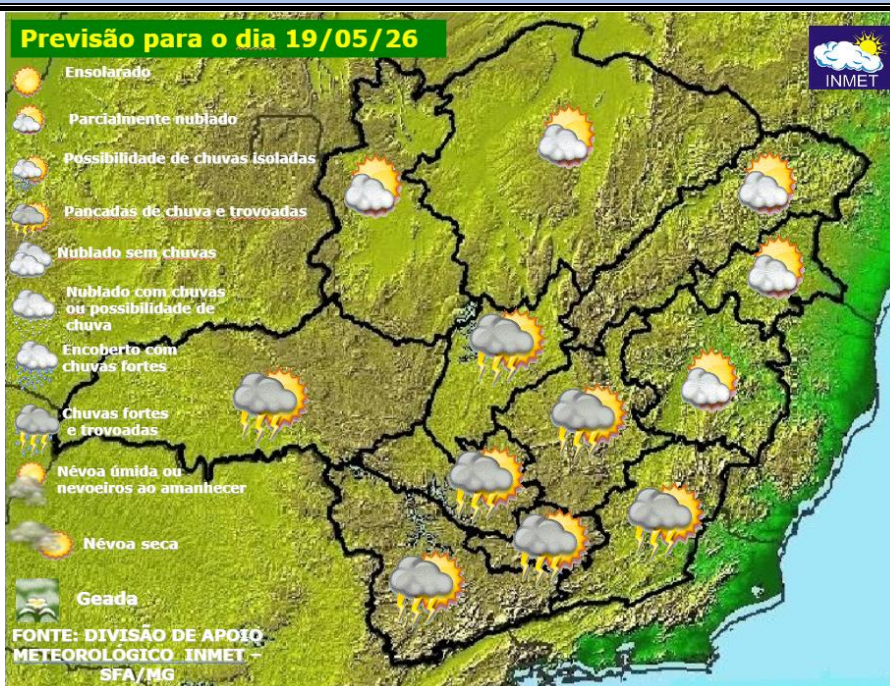 Previsão para o dia 19/05/26
INMET
Ensolarado
Parcialmente nublado
Possibilidade de chuvas isoladas
Pancadas de chuva e trovoadas
Nublado sem chuvas
Nublado com chuvas
ou possibilidade de
chuva
Encoberto com
chuvas fortes
Chuvas fortes
e trovoadas
Névoa úmida ou
nevoeiros ao amanhecer
Névoa seca
Geada
FONTE: DIVISÃO DE APOIO
METEOROLÓGICO INMET –
SFA/MG